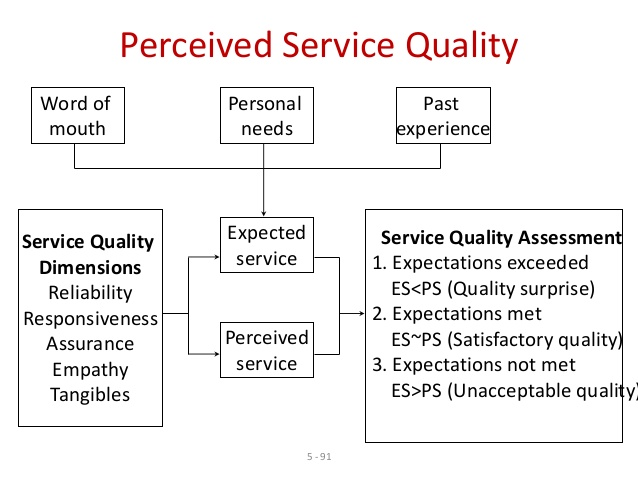 Perceived Service Quality
Word of
mouth
Personal
needs
Past
experience
Service Quality
Dimensions
Reliability
Responsiveness
Assurance
Empathy
Tangibles
Expected
service
Perceived
service
Service Quality Assessment
1. Expectations exceeded
ES<PS (Quality surprise)
2. Expectations met
ES~PS (Satisfactory quality)
3. Expectations not met
ES>PS (Unacceptable quality)
5 - 91